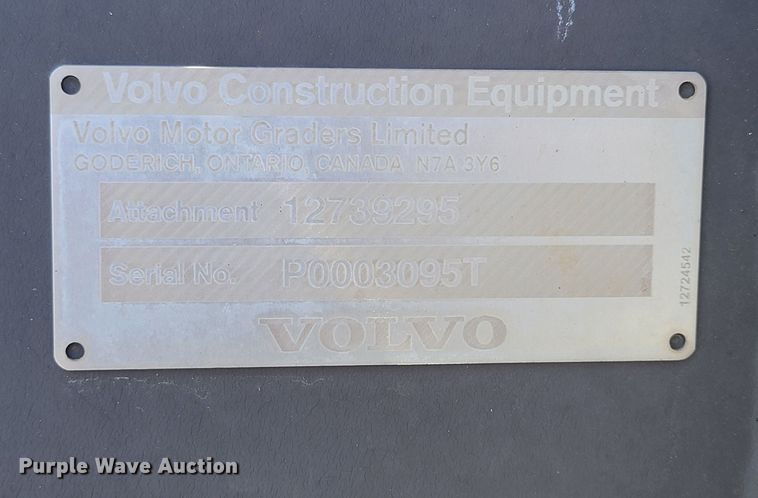 Volvo Construction Equipment
Volvo Motor Graders Limited
GODERICH, ONTARIO, CANADA N7A 3Y6
Attachment 12739295
Serial No. P0003095T
VOLVO
12724542
Purple Wave Auction